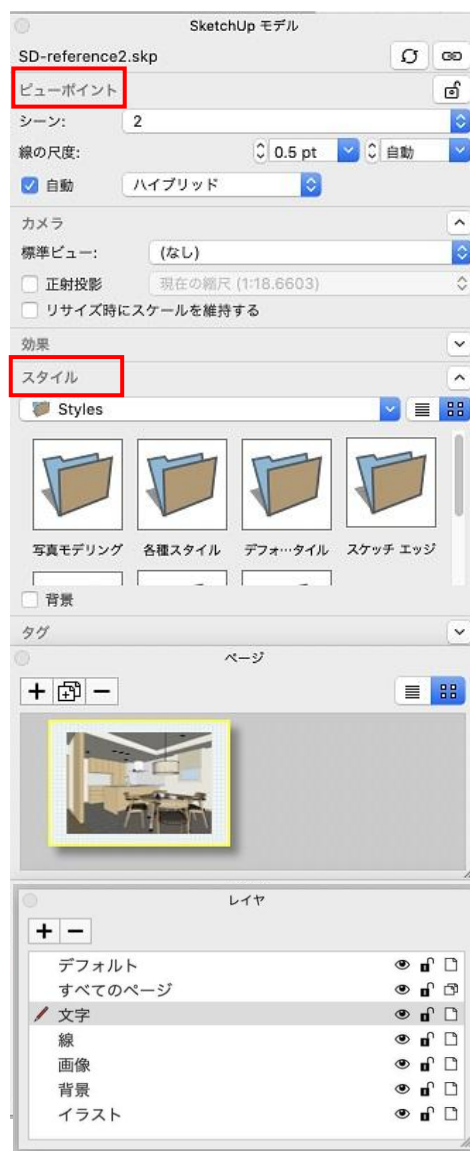 SketchUp モデル
SD-reference2.skp
ビューポイント
シーン: 2
線の尺度: 0.5 pt 自動
自動 ハイブリッド
カメラ
標準ビュー: (なし)
正射投影 現在の縮尺 (1:18.6603)
リサイズ時にスケールを維持する
効果
スタイル
Styles
写真モデリング 各種スタイル デフォ…タイル スケッチ エッジ
背景
タグ
ページ
レイヤ
デフォルト
すべてのページ
文字
線
画像
背景
イラスト